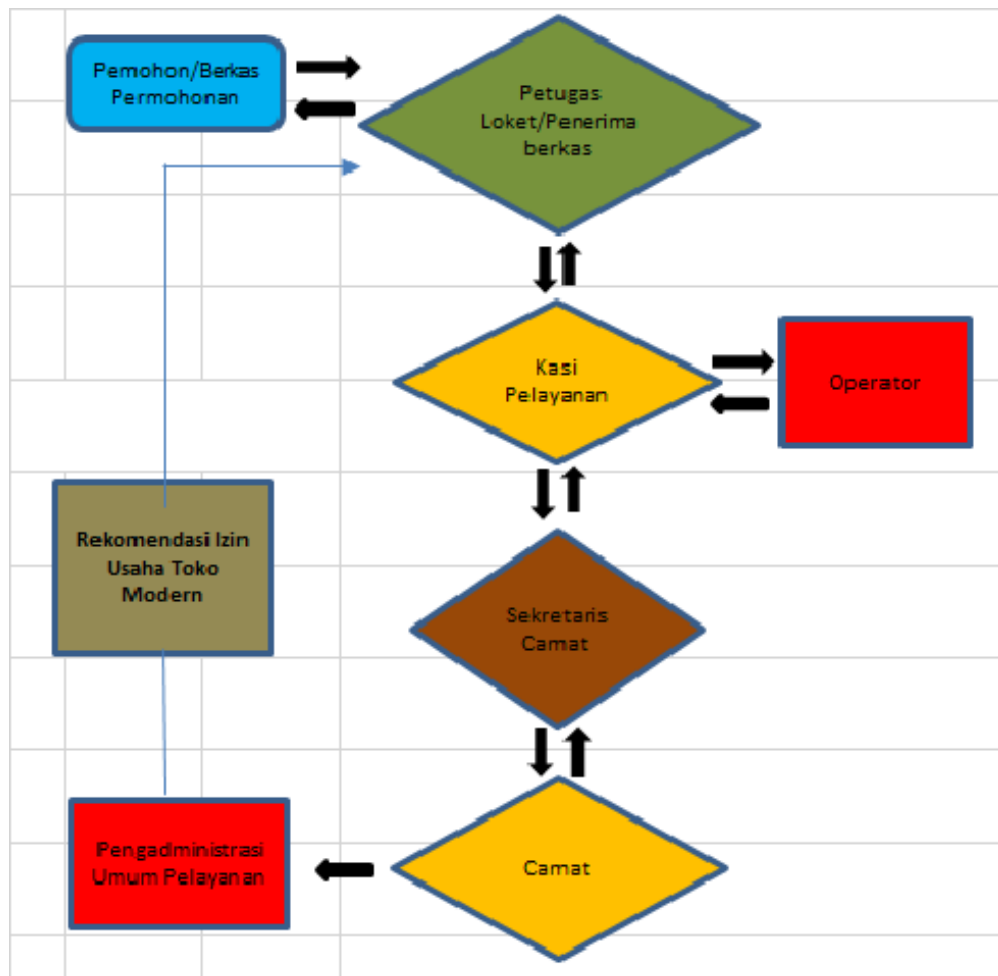 Pemohon/Berkas
Permohonan
Petugas
Loket/Penerima
berkas
Kasi
Pelayanan
Operator
Rekomendasi Izin
Usaha Toko
Modern
Sekretaris
Camat
Pengadministrasi
Umum Pelayanan
Camat